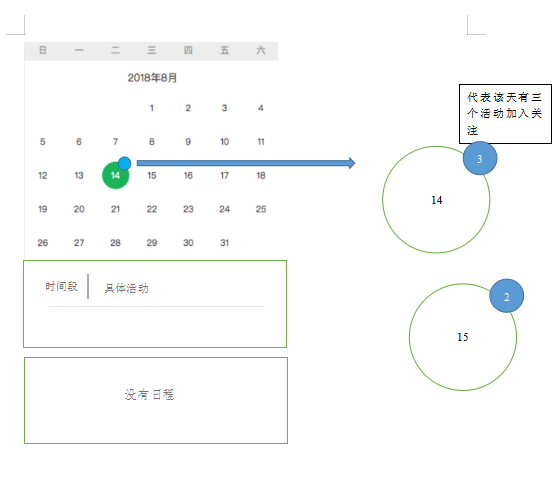 日 一 二 三 四 五 六
2018年8月
1 2 3 4
5 6 7 8 9 10 11
12 13 14 15 16 17 18
19 20 21 22 23 24 25
26 27 28 29 30 31
时间段 具体活动
没有日程
代表该天有三
个活动加入关
注
3
14
2
15